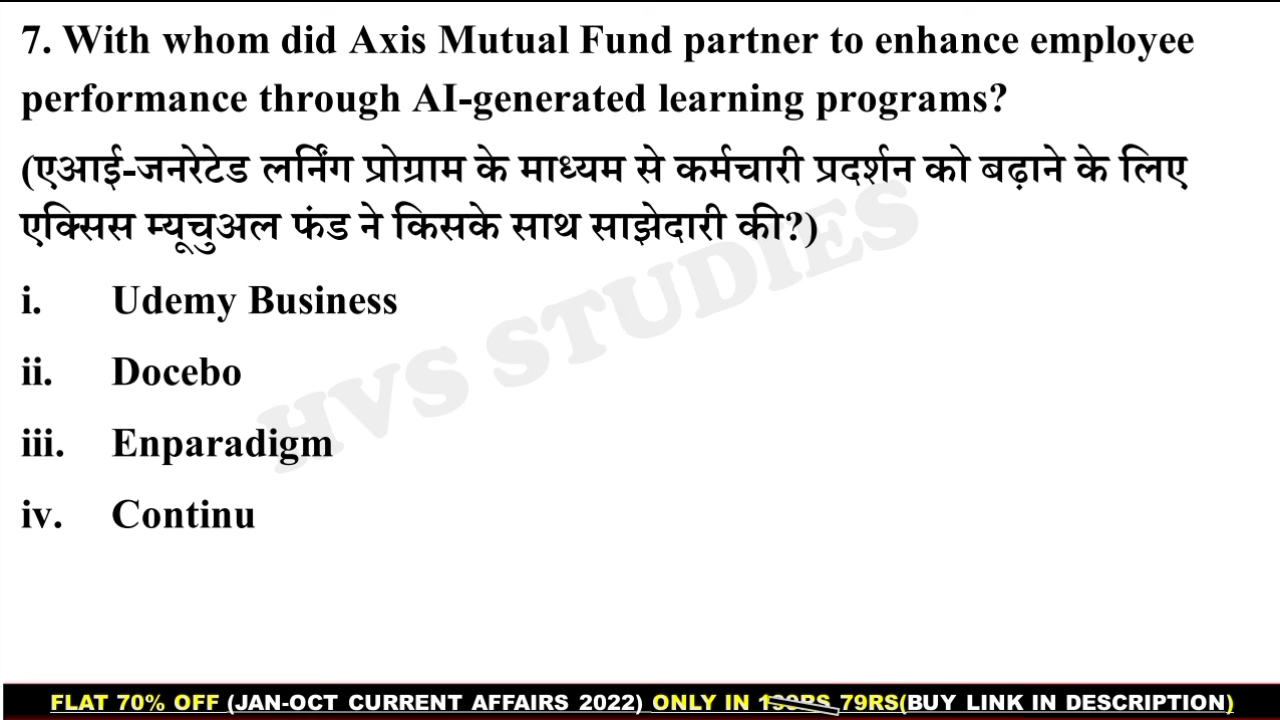 7. With whom did Axis Mutual Fund partner to enhance employee
performance through AI-generated learning programs?
(एआई-जनरेटेड लर्निंग प्रोग्राम के माध्यम से कर्मचारी प्रदर्शन को बढ़ाने के लिए
एक्सिस म्यूचुअल फंड ने किसके साथ साझेदारी की?)
HVS STUDIES
i. Udemy Business
ii. Docebo
iii. Enparadigm
iv. Continu
FLAT 70% OFF (JAN-OCT CURRENT AFFAIRS 2022) ONLY IN 79RS(BUY LINK IN DESCRIPTION)